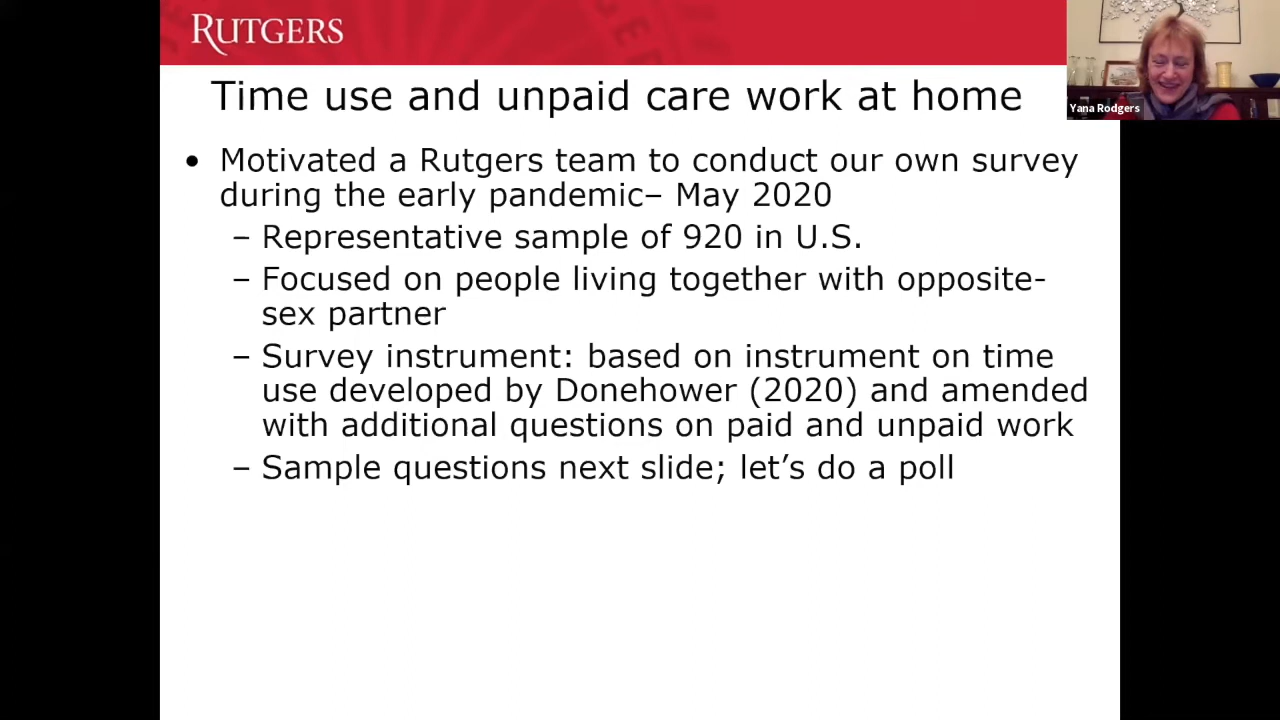 RUTGERS
Time use and unpaid care work at home
• Motivated a Rutgers team to conduct our own survey
during the early pandemic– May 2020
– Representative sample of 920 in U.S.
– Focused on people living together with opposite-
sex partner
– Survey instrument: based on instrument on time
use developed by Donehower (2020) and amended
with additional questions on paid and unpaid work
– Sample questions next slide; let’s do a poll
Yana Rodgers